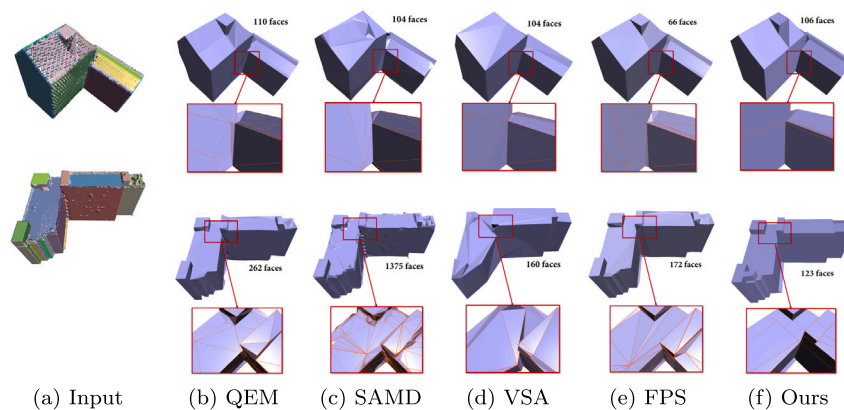 110 faces
104 faces
104 faces
66 faces
106 faces
262 faces
1375 faces
160 faces
172 faces
123 faces
(a) Input
(b) QEM
(c) SAMD
(d) VSA
(e) FPS
(f) Ours